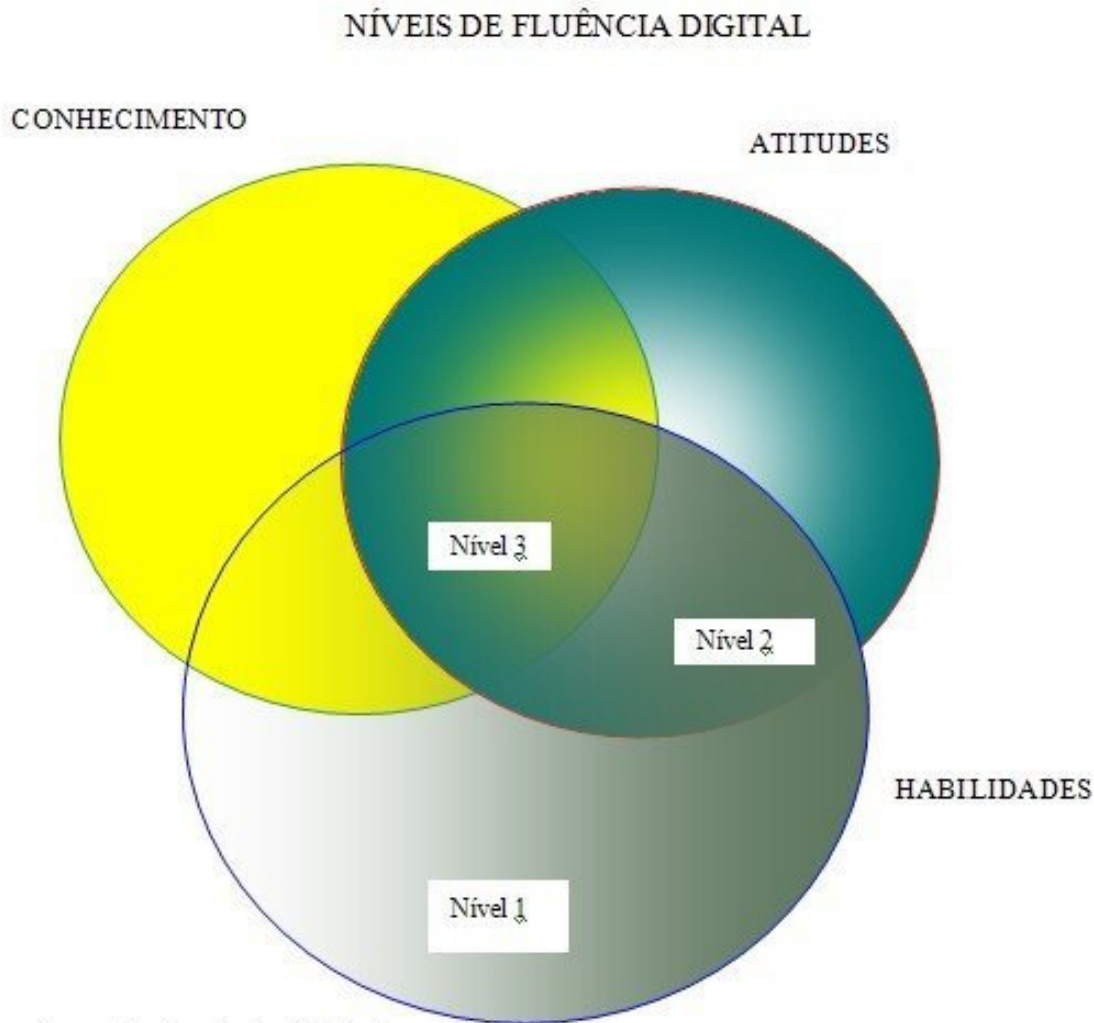 NÍVEIS DE FLUÊNCIA DIGITAL
CONHECIMENTO
ATITUDES
Nível 3
Nível 2
HABILIDADES
Nível 1